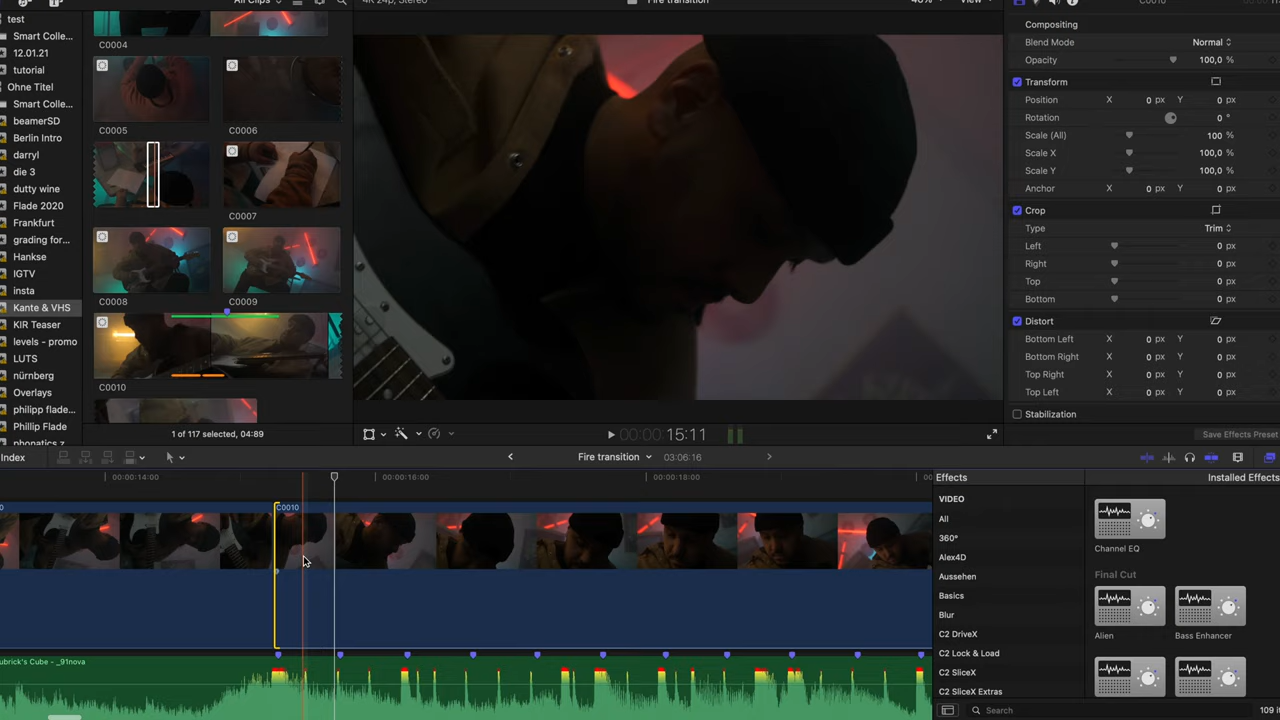 All Clips
4K 24p, Stereo
Fire transition
View
C0010
test
Smart Colle...
12.01.21
tutorial
Ohne Titel
Smart Colle...
beamerSD
Berlin Intro
darryl
die 3
dutty wine
Flade 2020
Frankfurt
grading for...
Hankse
IGTV
insta
Kante & VHS
KIR Teaser
levels - promo
LUTS
nürnberg
Overlays
philipp flade...
Phillip Flade
C0004
C0005
C0006
C0007
C0008
C0009
C0010
1 of 117 selected, 04:89
00:00:00:15:11
Compositing
Blend Mode Normal
Opacity 100,0 %
Transform
Position X 0 px Y 0 px
Rotation 0 °
Scale (All) 100 %
Scale X 100,0 %
Scale Y 100,0 %
Anchor X 0 px Y 0 px
Crop
Type Trim
Left 0 px
Right 0 px
Top 0 px
Bottom 0 px
Distort
Bottom Left X 0 px Y 0 px
Bottom Right X 0 px Y 0 px
Top Right X 0 px Y 0 px
Top Left X 0 px Y 0 px
Stabilization
Save Effects Preset
Index
Fire transition
03:06:16
00:00:14:00
00:00:16:00
00:00:18:00
C0010
ubrick's Cube - _91nova
Effects
Installed Effects
VIDEO
All
360°
Alex4D
Aussehen
Basics
Blur
C2 DriveX
C2 Lock & Load
C2 SliceX
C2 SliceX Extras
Channel EQ
Final Cut
Alien
Bass Enhancer
Search
109 i